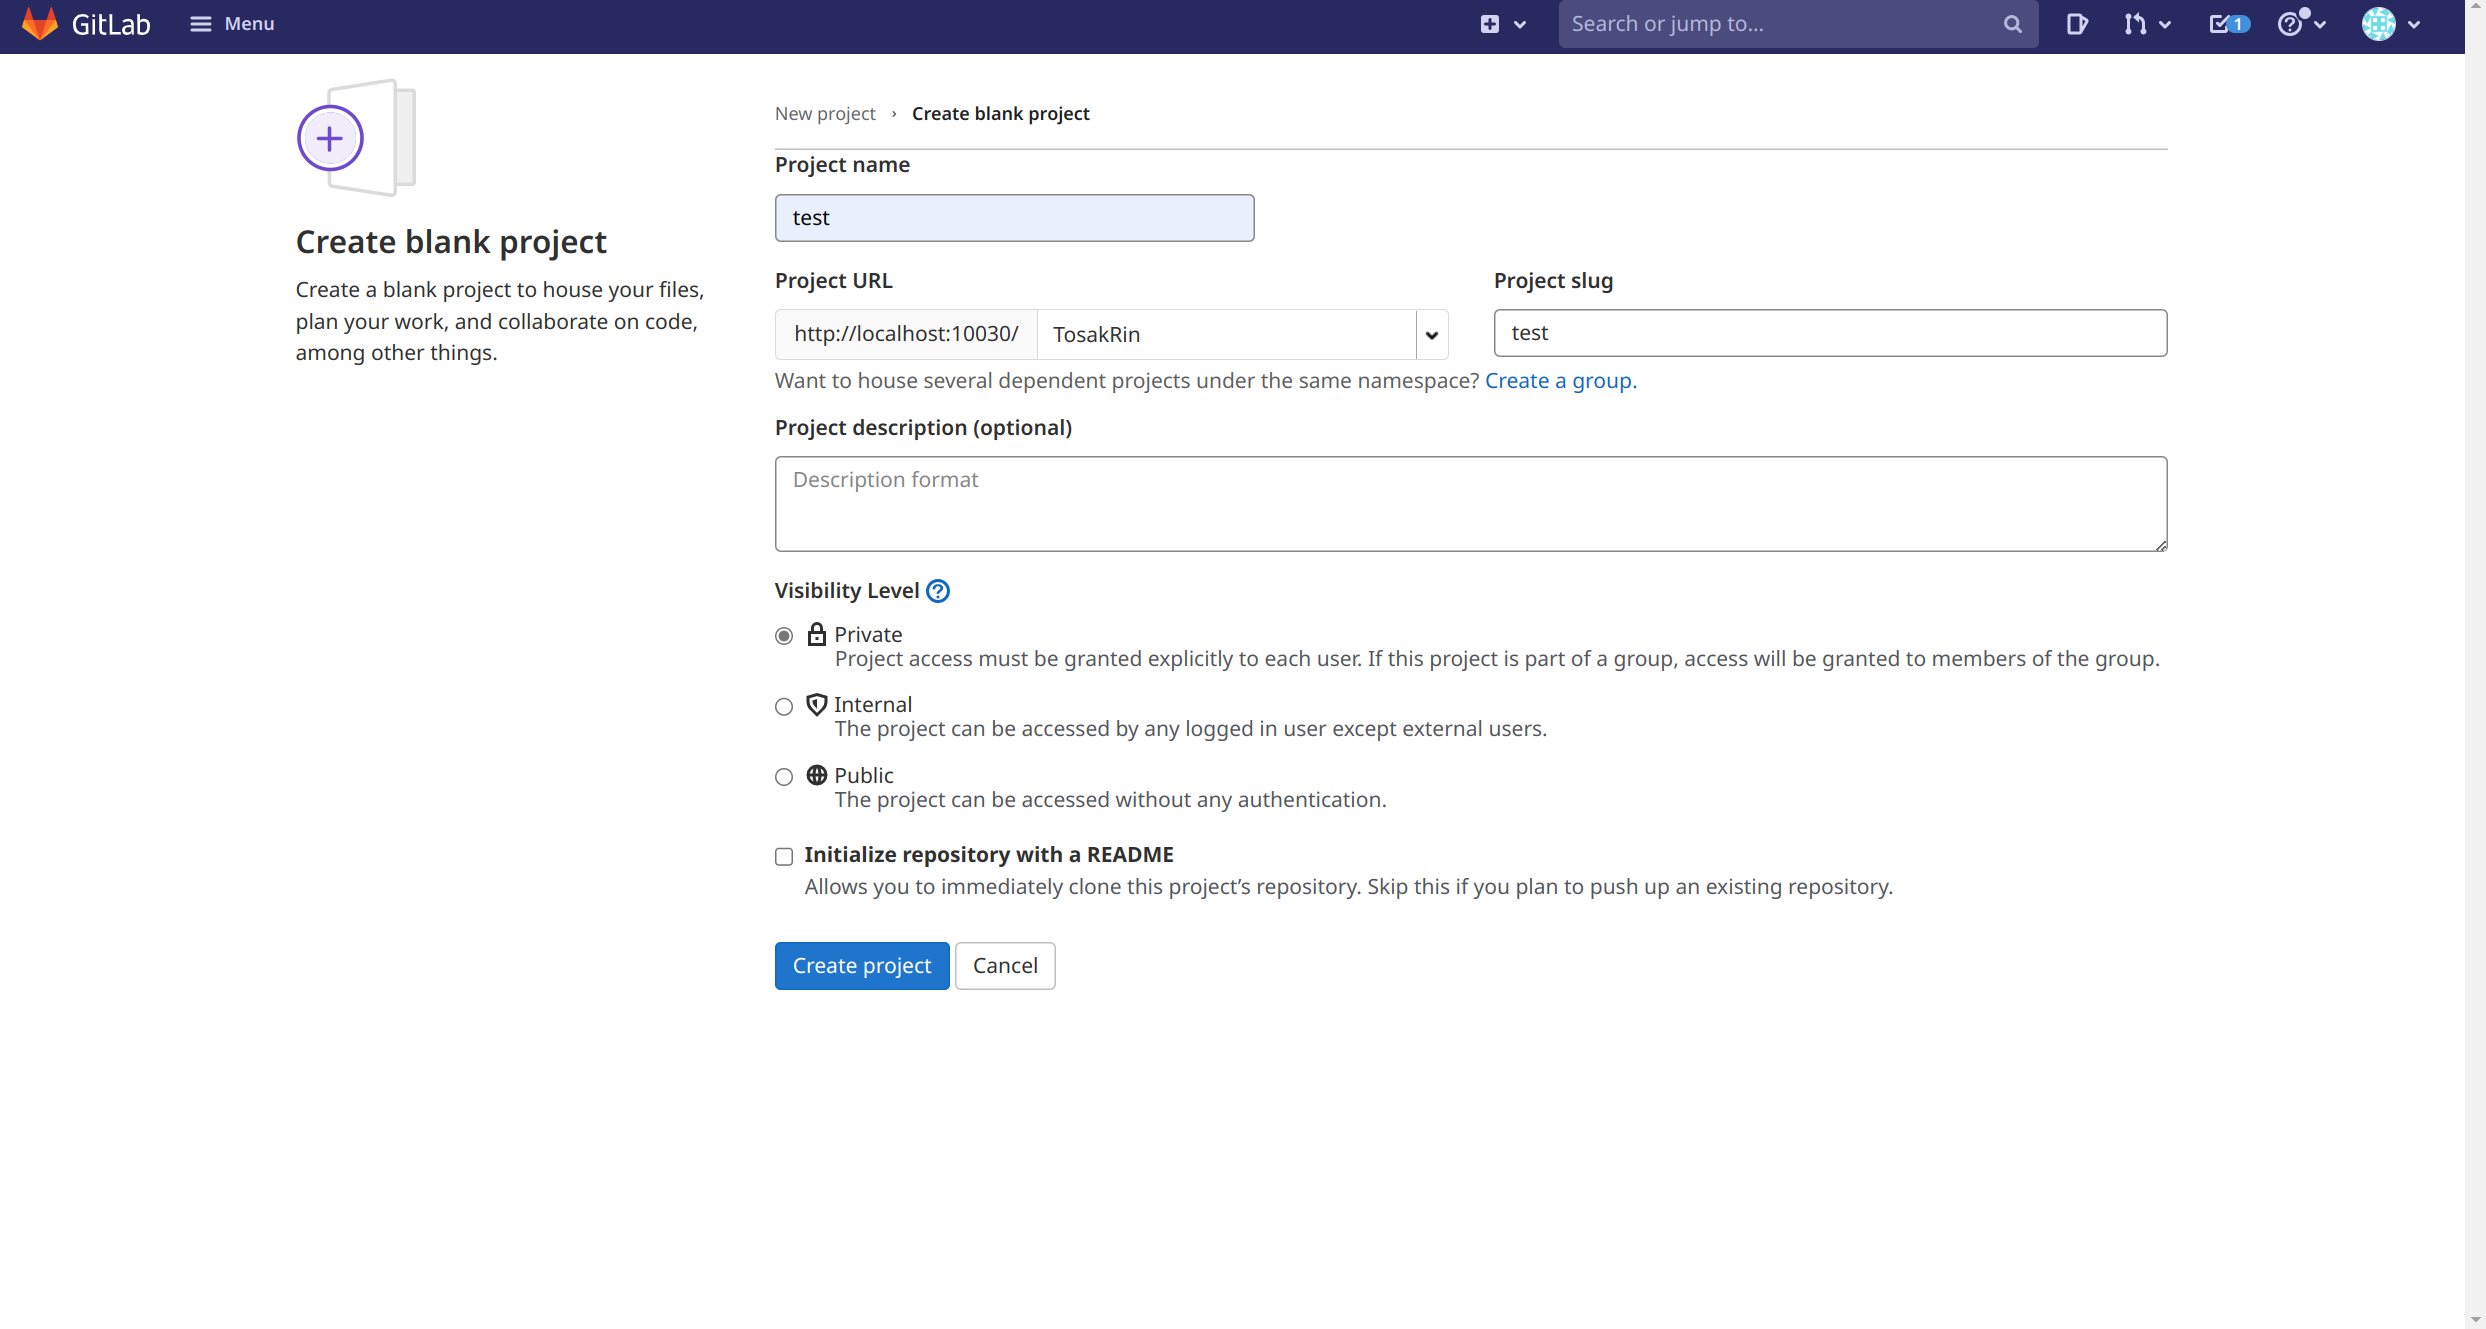 GitLab Menu Search or jump to... 1
New project › Create blank project
Project name
test
Create blank project
Create a blank project to house your files,
plan your work, and collaborate on code,
among other things.
Project URL Project slug
http://localhost:10030/ TosakRin test
Want to house several dependent projects under the same namespace? Create a group.
Project description (optional)
Description format
Visibility Level
Private
Project access must be granted explicitly to each user. If this project is part of a group, access will be granted to members of the group.
Internal
The project can be accessed by any logged in user except external users.
Public
The project can be accessed without any authentication.
Initialize repository with a README
Allows you to immediately clone this project’s repository. Skip this if you plan to push up an existing repository.
Create project Cancel